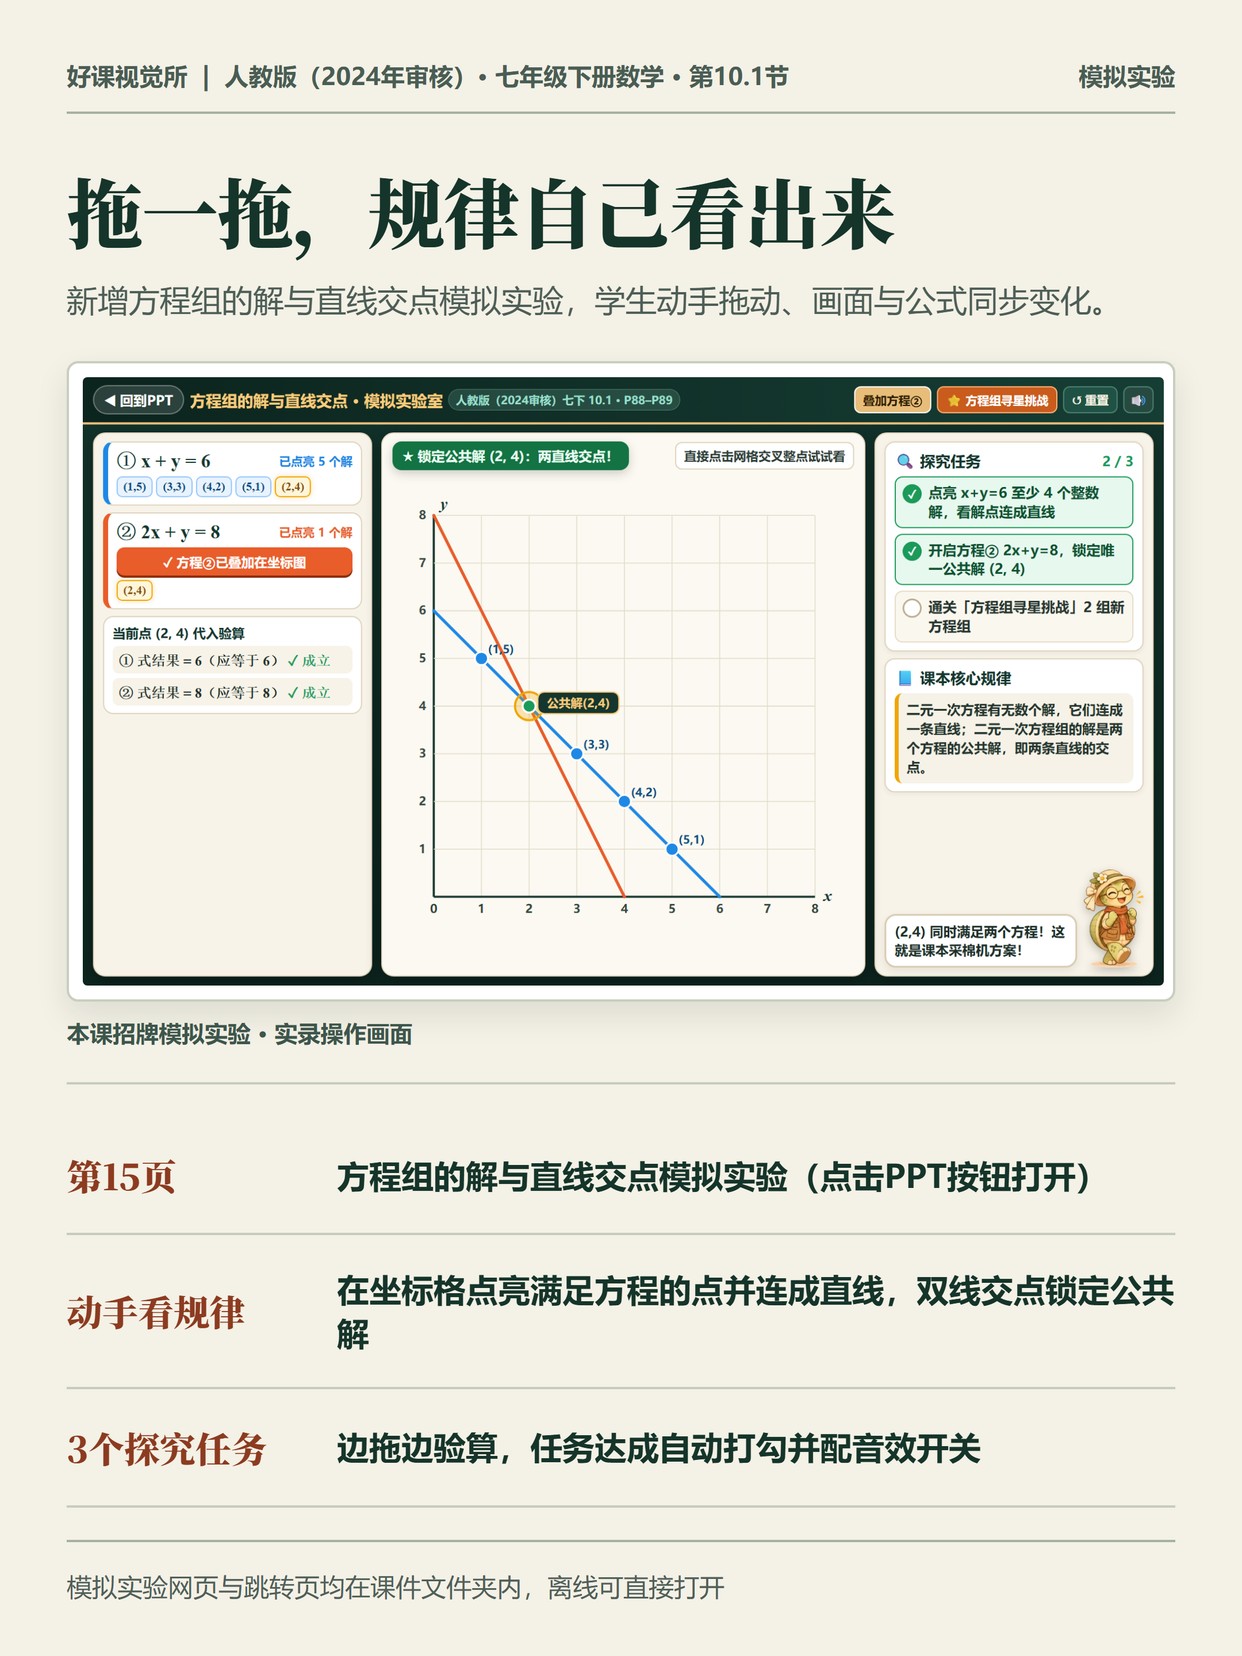 好课视觉所 | 人教版（2024年审核）• 七年级下册数学 • 第10.1节
模拟实验
拖一拖，规律自己看出来
新增方程组的解与直线交点模拟实验，学生动手拖动、画面与公式同步变化。
◀ 回到PPT
方程组的解与直线交点 • 模拟实验室
人教版（2024审核）七下 10.1 • P88–P89
叠加方程②
⭐ 方程组寻星挑战
↺ 重置
① x + y = 6
已点亮 5 个解
(1,5) (3,3) (4,2) (5,1) (2,4)
② 2x + y = 8
已点亮 1 个解
✓ 方程②已叠加在坐标图
(2,4)
当前点 (2, 4) 代入验算
① 式结果 = 6（应等于 6）✓ 成立
② 式结果 = 8（应等于 8）✓ 成立
★ 锁定公共解 (2, 4)：两直线交点！
直接点击网格交叉整点试试看
y
8
7
6
5
4
3
2
1
(1,5)
公共解(2,4)
(3,3)
(4,2)
(5,1)
x
0 1 2 3 4 5 6 7 8
探究任务
2 / 3
点亮 x+y=6 至少 4 个整数
解，看解点连成直线
开启方程② 2x+y=8，锁定唯
一公共解 (2, 4)
通关「方程组寻星挑战」2 组新
方程组
课本核心规律
二元一次方程有无数个解，它们连成
一条直线；二元一次方程组的解是两
个方程的公共解，即两条直线的交
点。
(2,4) 同时满足两个方程！这
就是课本采棉机方案！
本课招牌模拟实验 • 实录操作画面
第15页
方程组的解与直线交点模拟实验（点击PPT按钮打开）
动手看规律
在坐标格点亮满足方程的点并连成直线，双线交点锁定公共
解
3个探究任务
边拖边验算，任务达成自动打勾并配音效开关
模拟实验网页与跳转页均在课件文件夹内，离线可直接打开